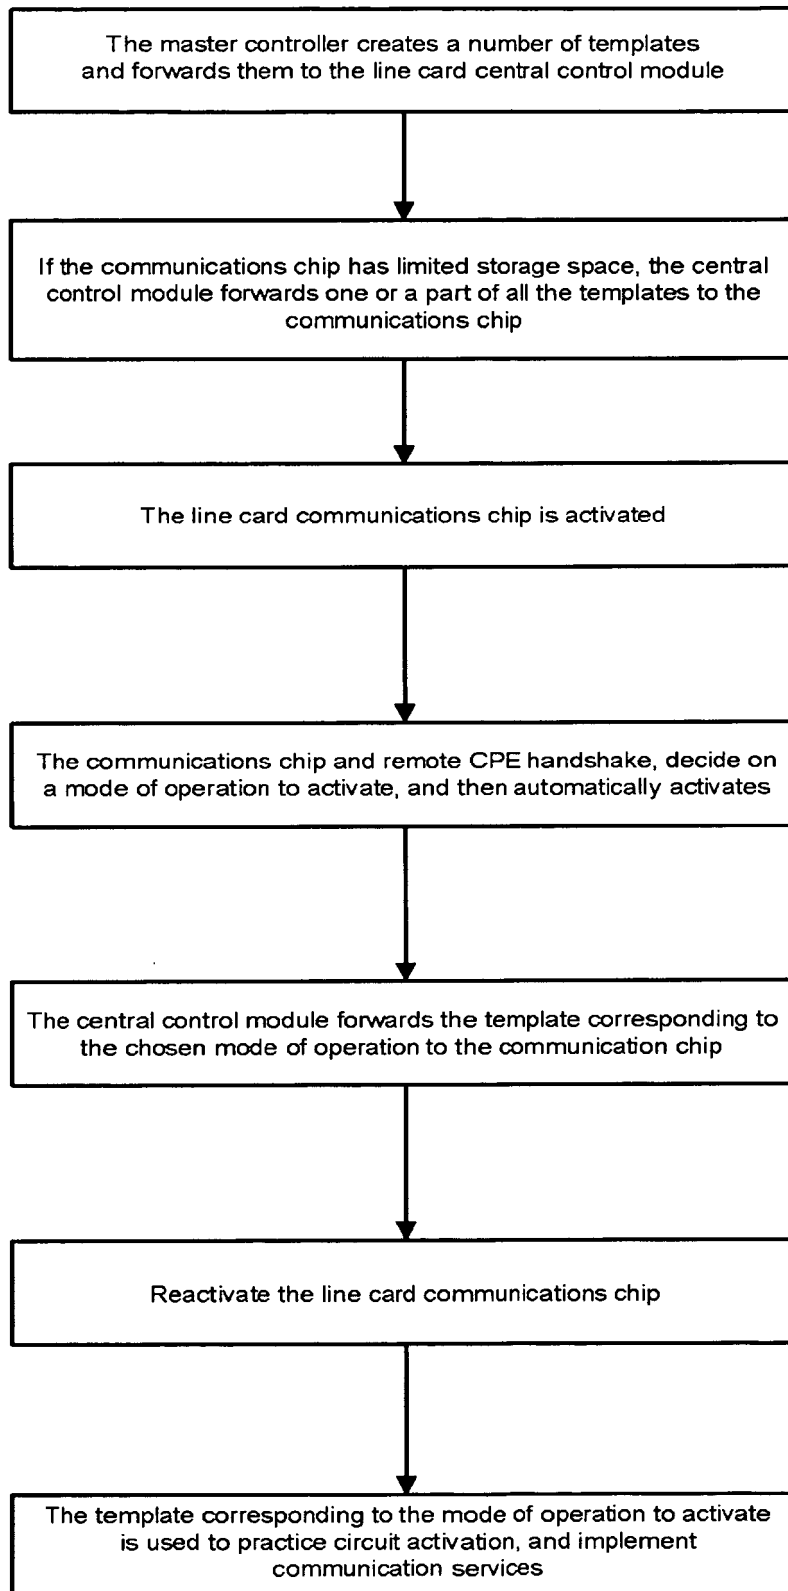 The master controller creates a number of templates
and forwards them to the line card central control module
If the communications chip has limited storage space, the central
control module forwards one or a part of all the templates to the
communications chip
The line card communications chip is activated
The communications chip and remote CPE handshake, decide on
a mode of operation to activate, and then automatically activates
The central control module forwards the template corresponding to
the chosen mode of operation to the communication chip
Reactivate the line card communications chip
The template corresponding to the mode of operation to activate
is used to practice circuit activation, and implement
communication services